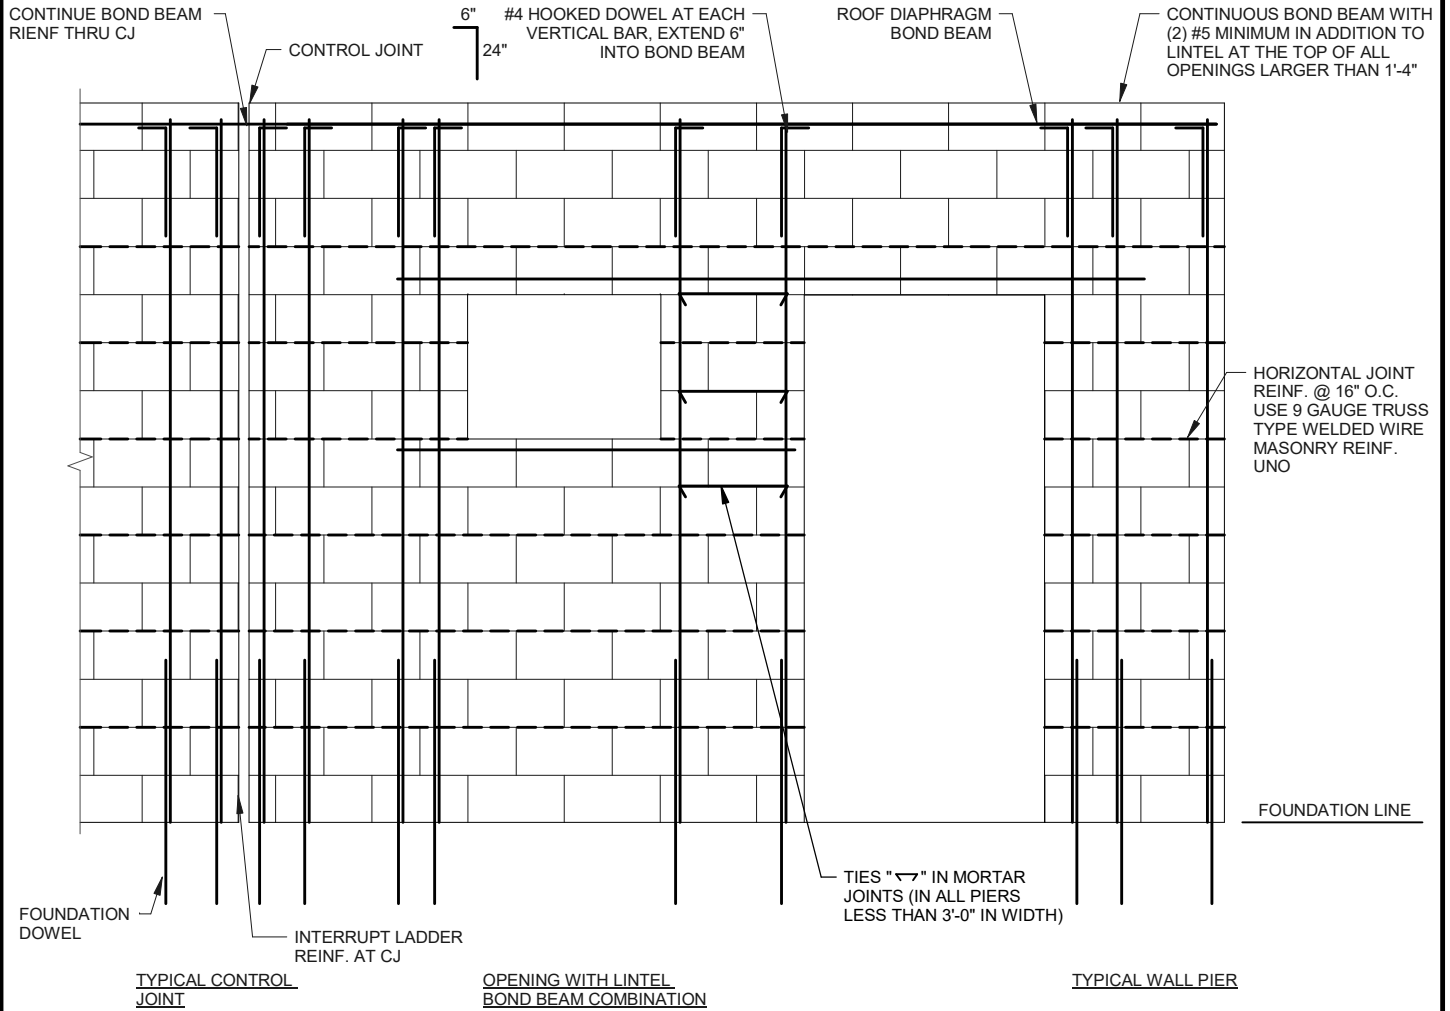 CONTINUE BOND BEAM
RIENF THRU CJ
CONTROL JOINT
6"
24"
#4 HOOKED DOWEL AT EACH
VERTICAL BAR, EXTEND 6"
INTO BOND BEAM
ROOF DIAPHRAGM
BOND BEAM
CONTINUOUS BOND BEAM WITH
(2) #5 MINIMUM IN ADDITION TO
LINTEL AT THE TOP OF ALL
OPENINGS LARGER THAN 1'-4"
HORIZONTAL JOINT
REINF. @ 16" O.C.
USE 9 GAUGE TRUSS
TYPE WELDED WIRE
MASONRY REINF.
UNO
FOUNDATION LINE
TIES " " IN MORTAR
JOINTS (IN ALL PIERS
LESS THAN 3'-0" IN WIDTH)
FOUNDATION
DOWEL
INTERRUPT LADDER
REINF. AT CJ
TYPICAL CONTROL
JOINT
OPENING WITH LINTEL
BOND BEAM COMBINATION
TYPICAL WALL PIER